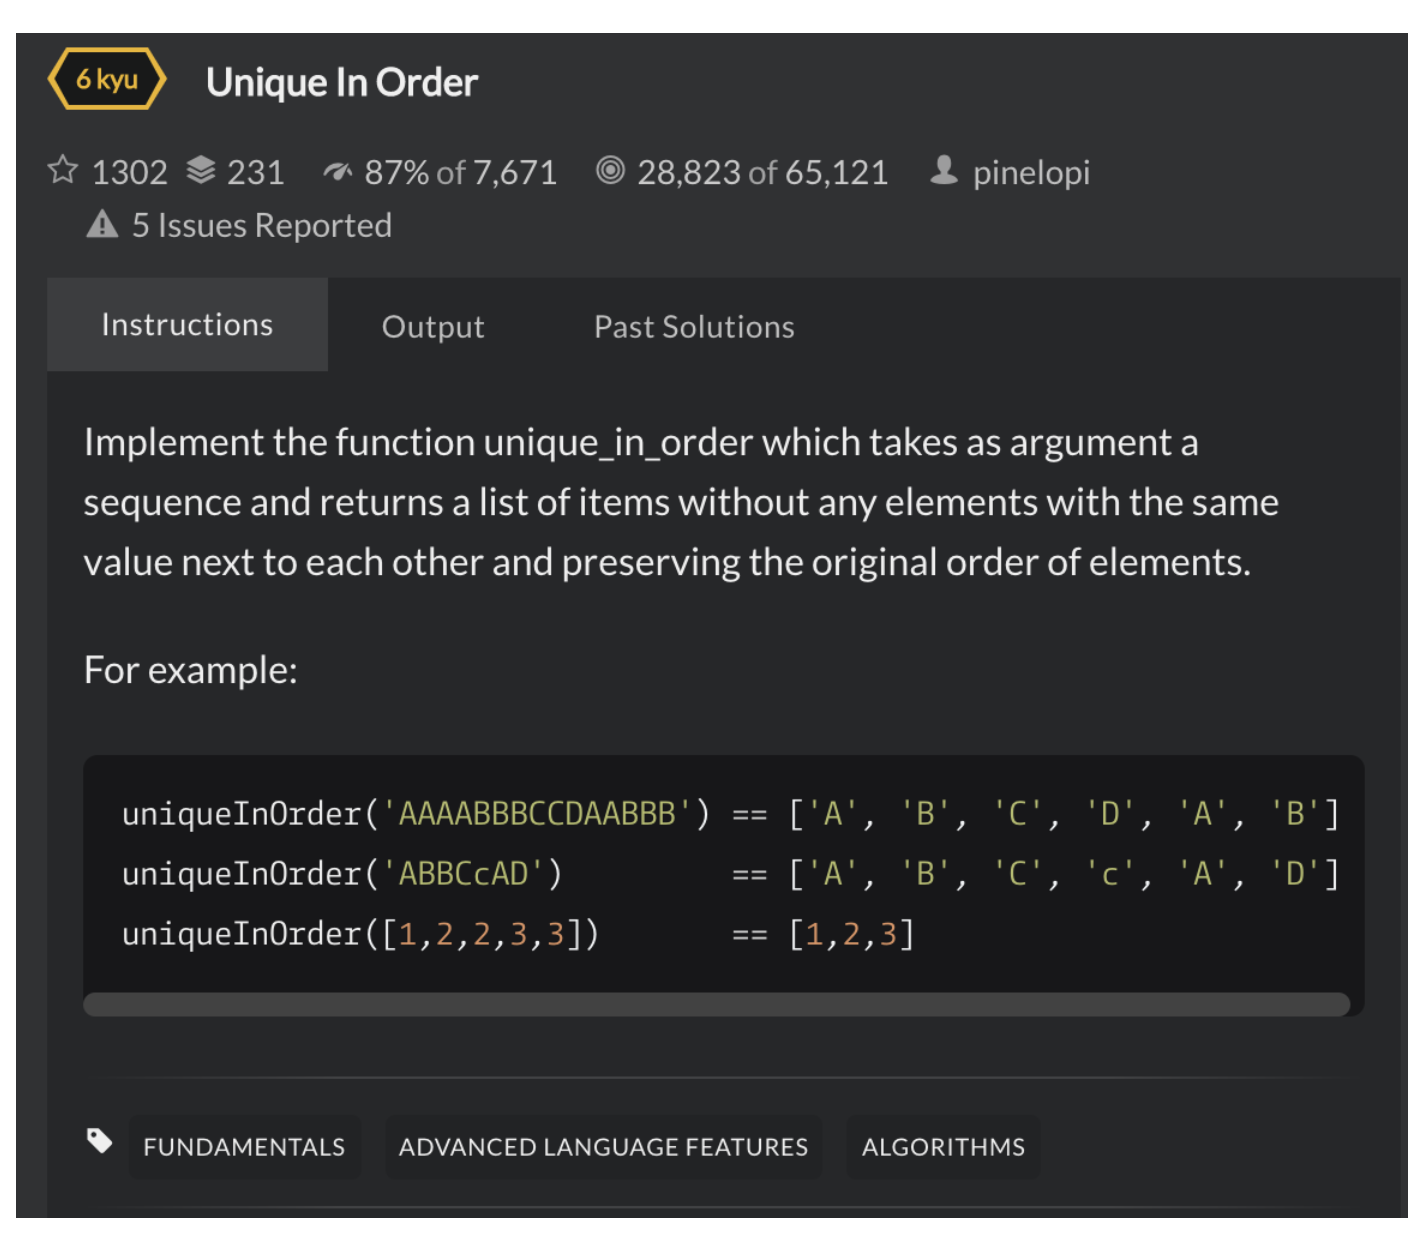 6 kyu Unique In Order
1302 231 87% of 7,671 28,823 of 65,121 pinelopi
5 Issues Reported
Instructions Output Past Solutions
Implement the function unique_in_order which takes as argument a
sequence and returns a list of items without any elements with the same
value next to each other and preserving the original order of elements.
For example:
uniqueInOrder('AAAABBBCCDAABBB') == ['A', 'B', 'C', 'D', 'A', 'B']
uniqueInOrder('ABBCcAD') == ['A', 'B', 'C', 'c', 'A', 'D']
uniqueInOrder([1,2,2,3,3]) == [1,2,3]
FUNDAMENTALS ADVANCED LANGUAGE FEATURES ALGORITHMS